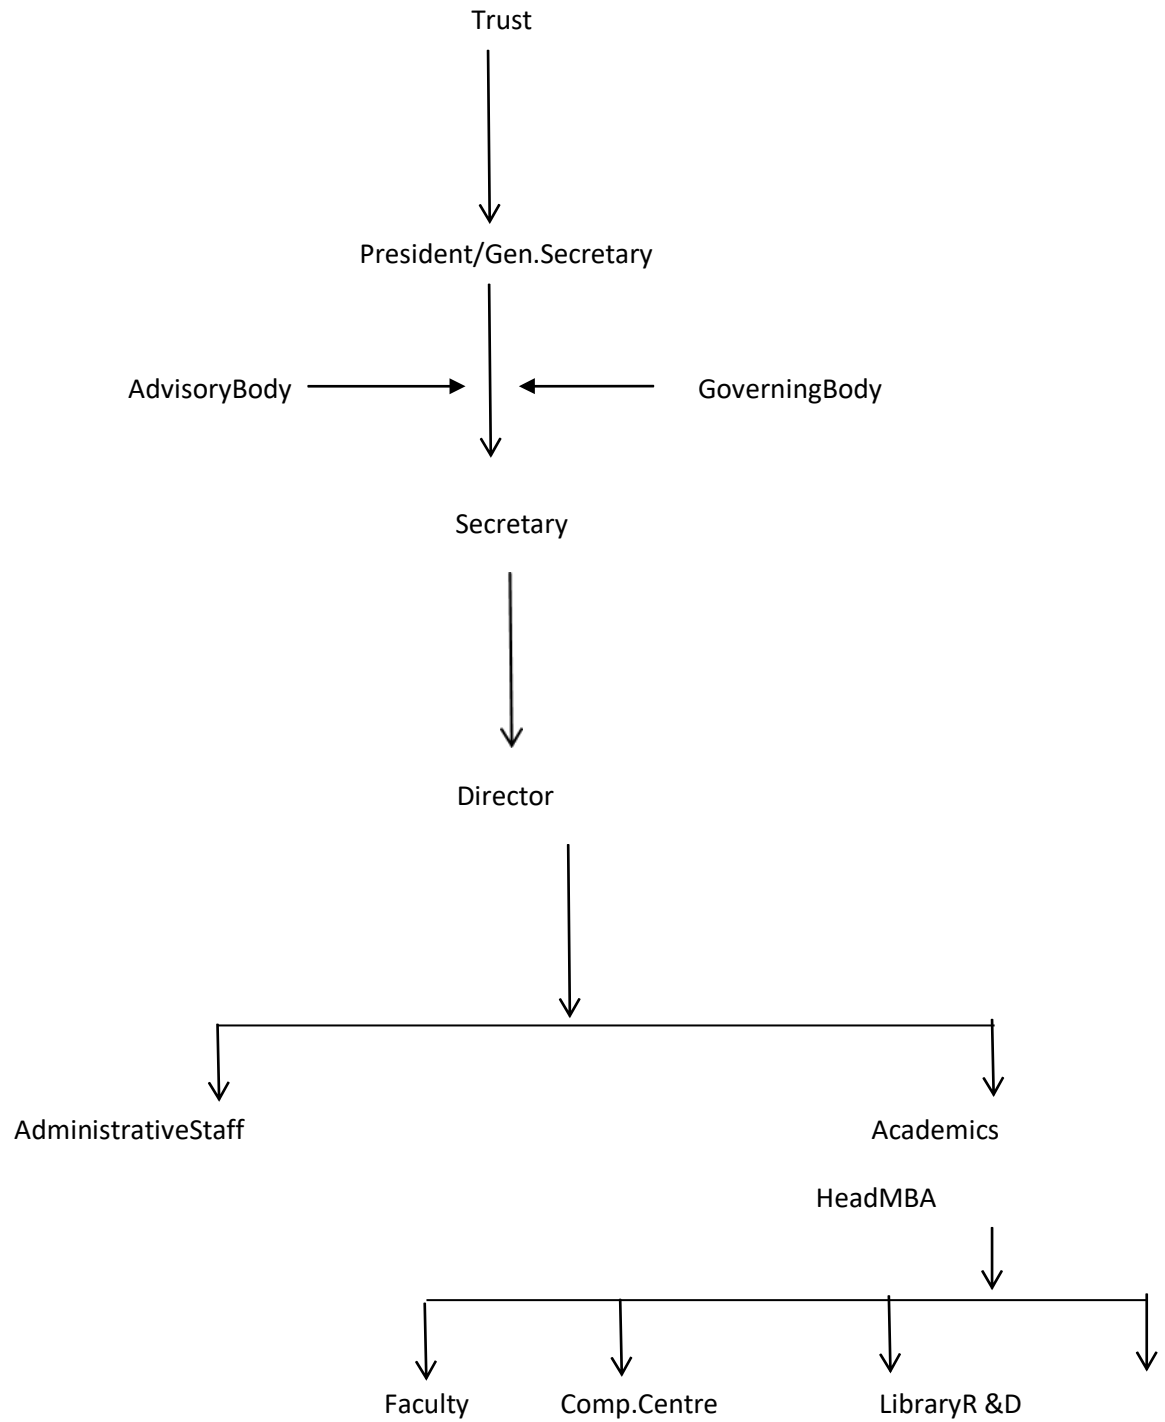 Trust
President/Gen.Secretary
AdvisoryBody GoverningBody
Secretary
Director
AdministrativeStaff Academics
HeadMBA
Faculty Comp.Centre LibraryR &D